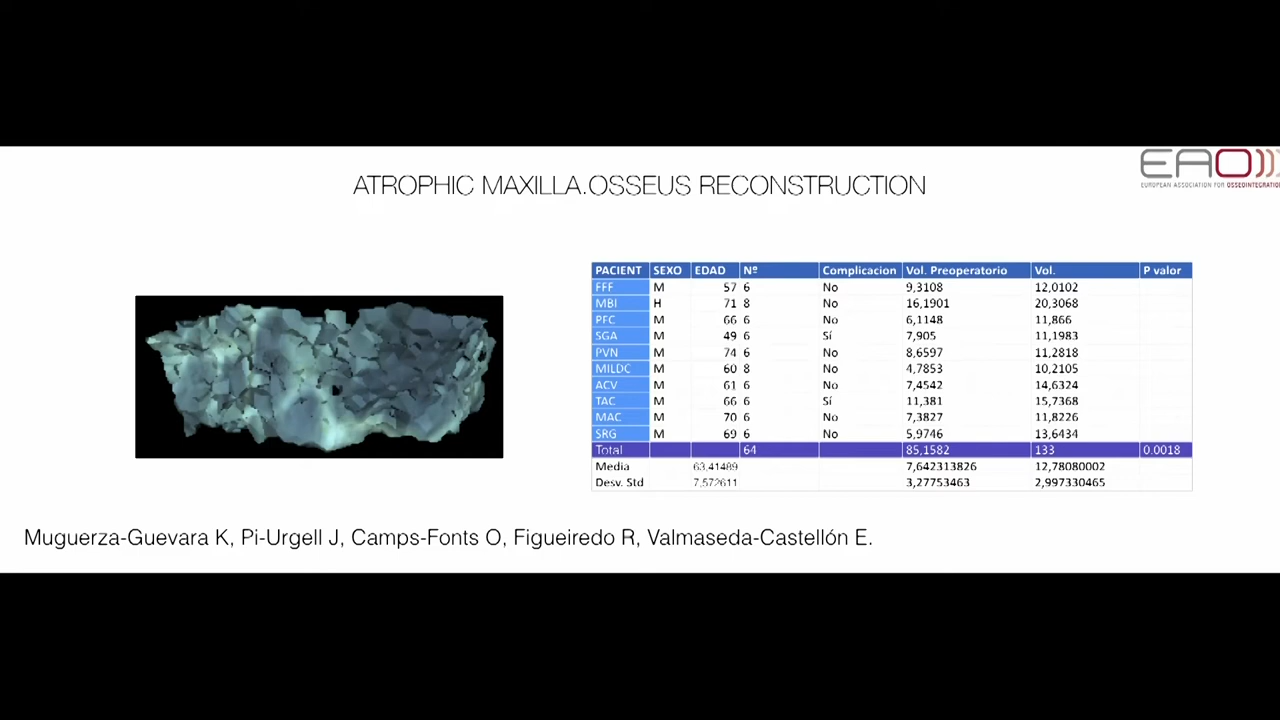 EAO
EUROPEAN ASSOCIATION FOR OSSEOINTEGRATION
ATROPHIC MAXILLA.OSSEUS RECONSTRUCTION
PACIENT SEXO EDAD Nº Complicacion Vol. Preoperatorio Vol. P valor
FFF M 57 6 No 9,3108 12,0102
MBI H 71 8 No 16,1901 20,3068
PFC M 66 6 No 6,1148 11,866
SGA M 49 6 Sí 7,905 11,1983
PVN M 74 6 No 8,6597 11,2818
MILDC M 60 8 No 4,7853 10,2105
ACV M 61 6 No 7,4542 14,6324
TAC M 66 6 Sí 11,381 15,7368
MAC M 70 6 No 7,3827 11,8226
SRG M 69 6 No 5,9746 13,6434
Total 64 85,1582 133 0.0018
Media 63,41489 7,642313826 12,78080002
Desv. Std 7,572611 3,27753463 2,997330465
Muguerza-Guevara K, Pi-Urgell J, Camps-Fonts O, Figueiredo R, Valmaseda-Castellón E.